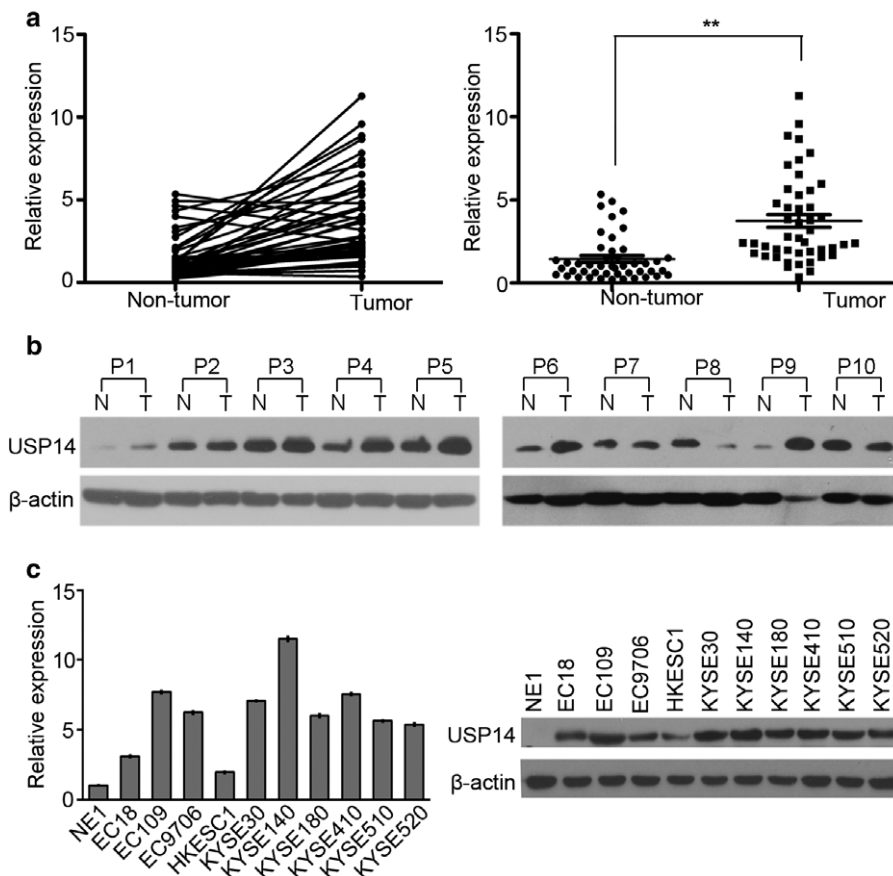 a
15
10
5
0
Relative expression
Non-tumor
Tumor
**
15
10
5
0
Relative expression
Non-tumor
Tumor
b
P1 P2 P3 P4 P5
N T N T N T N T N T
USP14
β-actin
P6 P7 P8 P9 P10
N T N T N T N T N T
c
15
10
5
0
Relative expression
NE1
EC18
EC109
EC9706
HKESC1
KYSE30
KYSE140
KYSE180
KYSE410
KYSE510
KYSE520
NE1
EC18
EC109
EC9706
HKESC1
KYSE30
KYSE140
KYSE180
KYSE410
KYSE510
KYSE520
USP14
β-actin